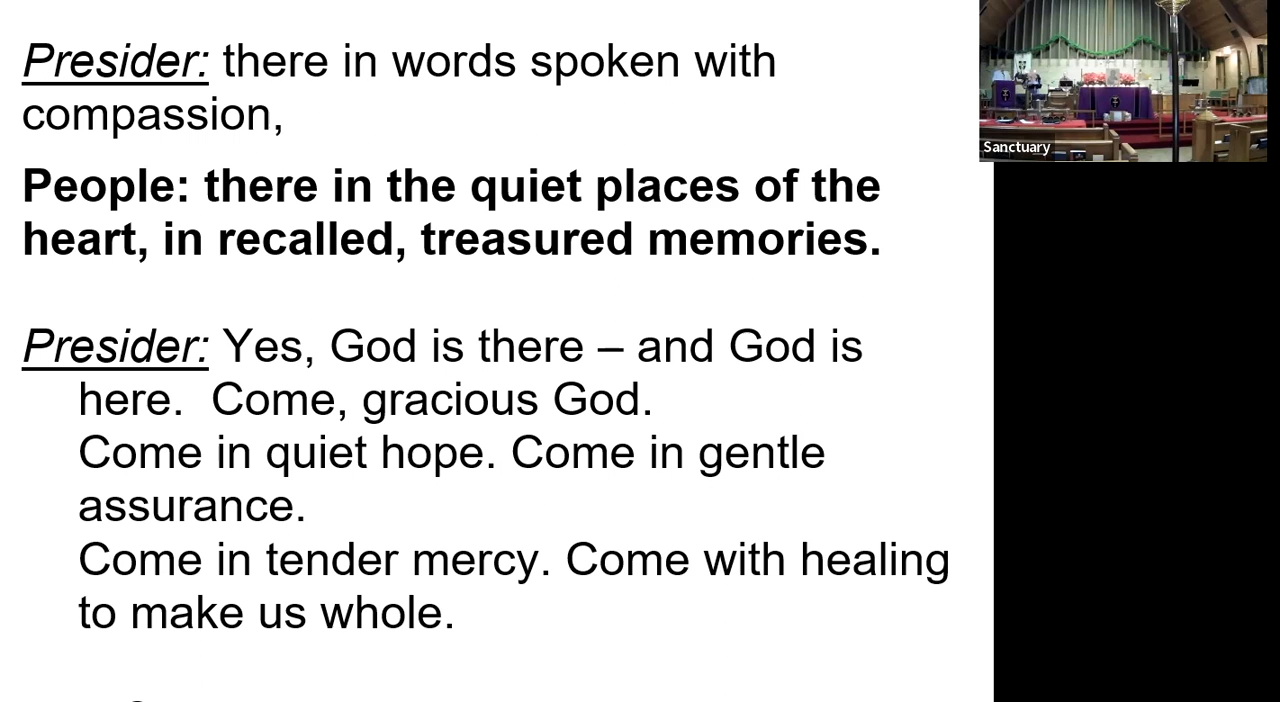 Presider: there in words spoken with
compassion,
People: there in the quiet places of the
heart, in recalled, treasured memories.
Presider: Yes, God is there – and God is
here.  Come, gracious God.
Come in quiet hope. Come in gentle
assurance.
Come in tender mercy. Come with healing
to make us whole.
Sanctuary